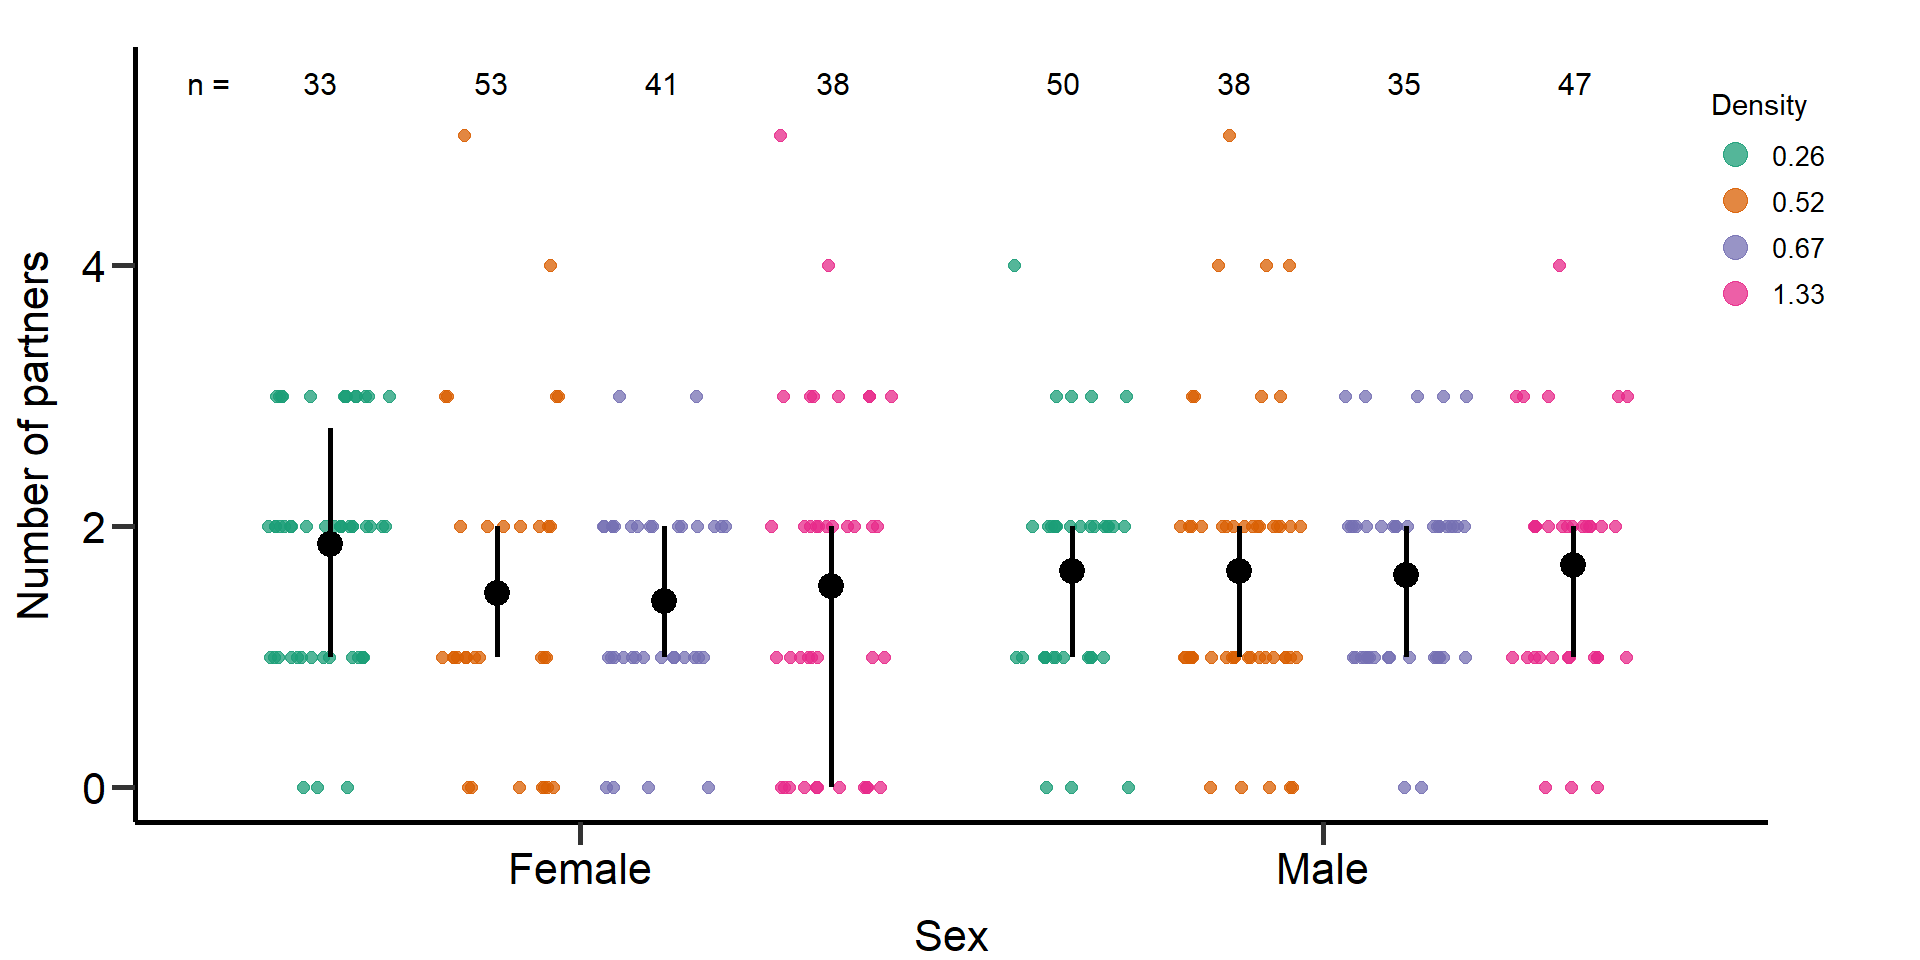 n = 33 53 41 38 50 38 35 47
Density
0.26
0.52
0.67
1.33
Number of partners
4
2
0
Female Male
Sex